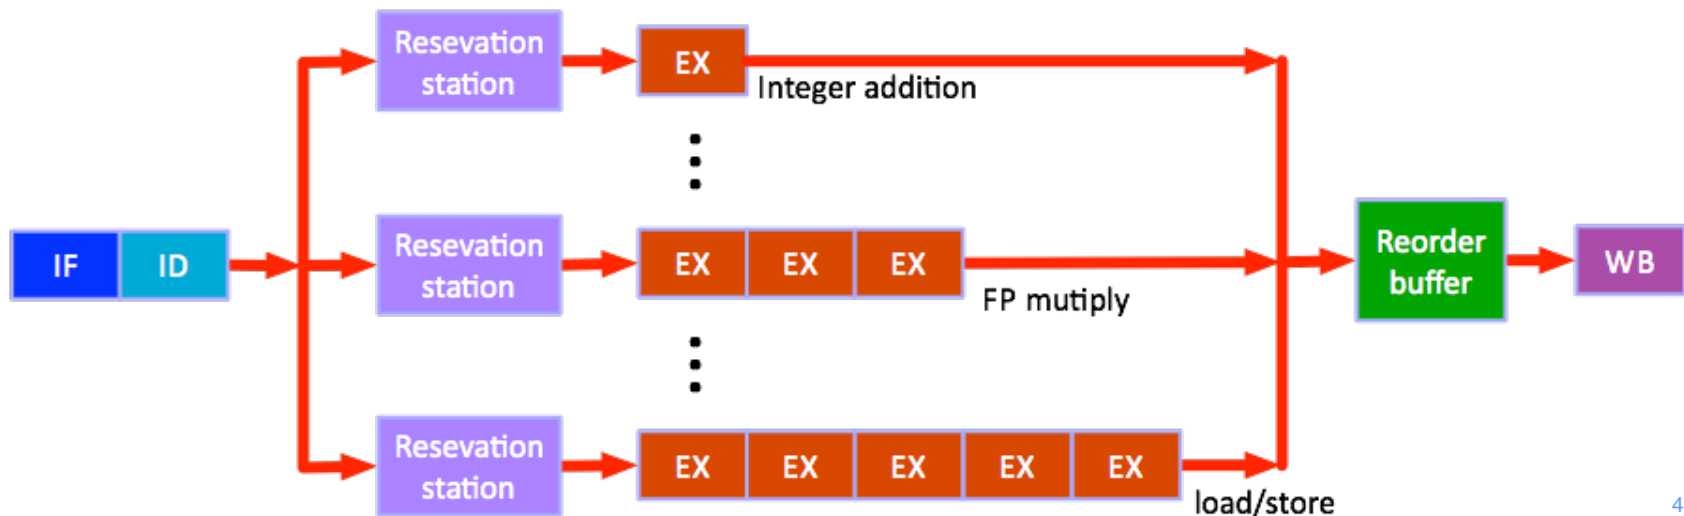 Resevation
station
EX
Integer addition
IF
ID
Resevation
station
EX
EX
EX
FP mutiply
Reorder
buffer
WB
Resevation
station
EX
EX
EX
EX
EX
load/store
4